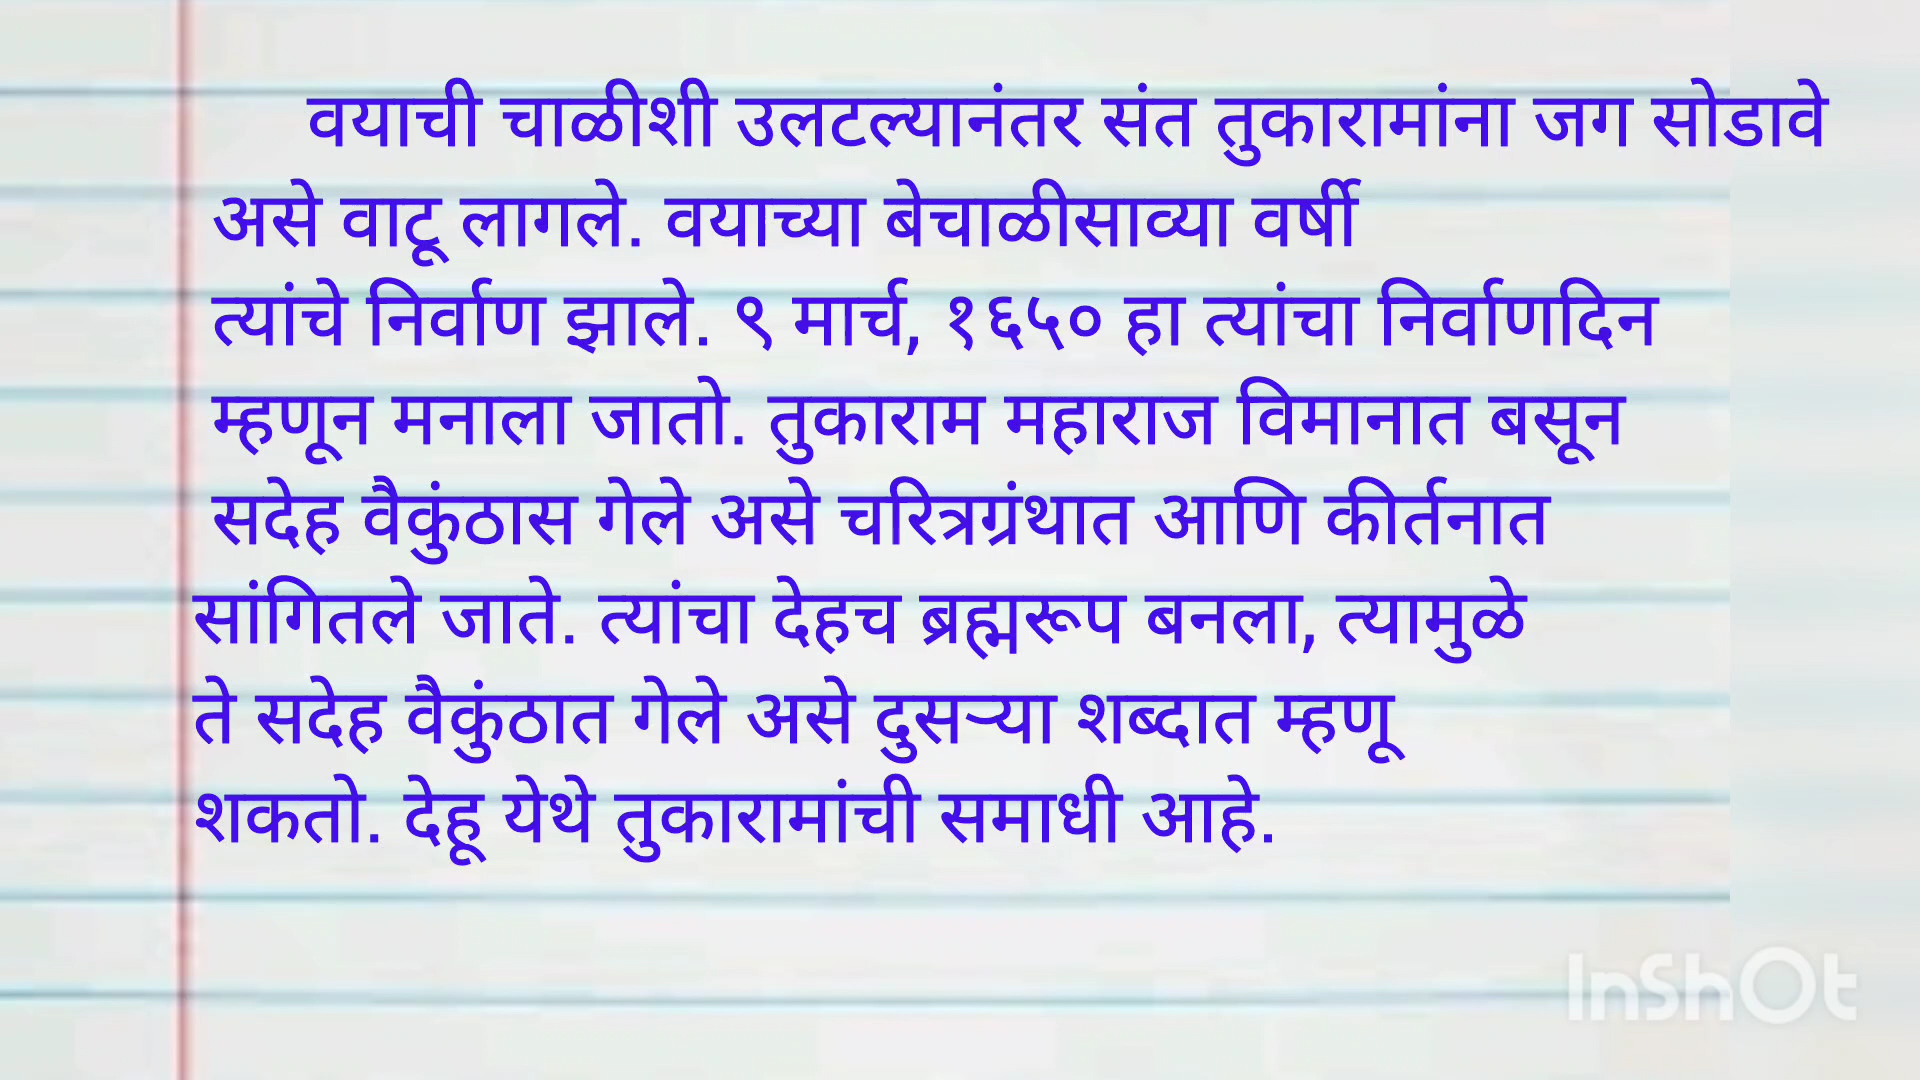 वयाची चाळीशी उलटल्यानंतर संत तुकारामांना जग सोडावे
असे वाटू लागले. वयाच्या बेचाळीसाव्या वर्षी
त्यांचे निर्वाण झाले. ९ मार्च, १६५० हा त्यांचा निर्वाणदिन
म्हणून मनाला जातो. तुकाराम महाराज विमानात बसून
सदेह वैकुंठास गेले असे चरित्रग्रंथात आणि कीर्तनात
सांगितले जाते. त्यांचा देहच ब्रह्मरूप बनला, त्यामुळे
ते सदेह वैकुंठात गेले असे दुसऱ्या शब्दात म्हणू
शकतो. देहू येथे तुकारामांची समाधी आहे.
InShOt